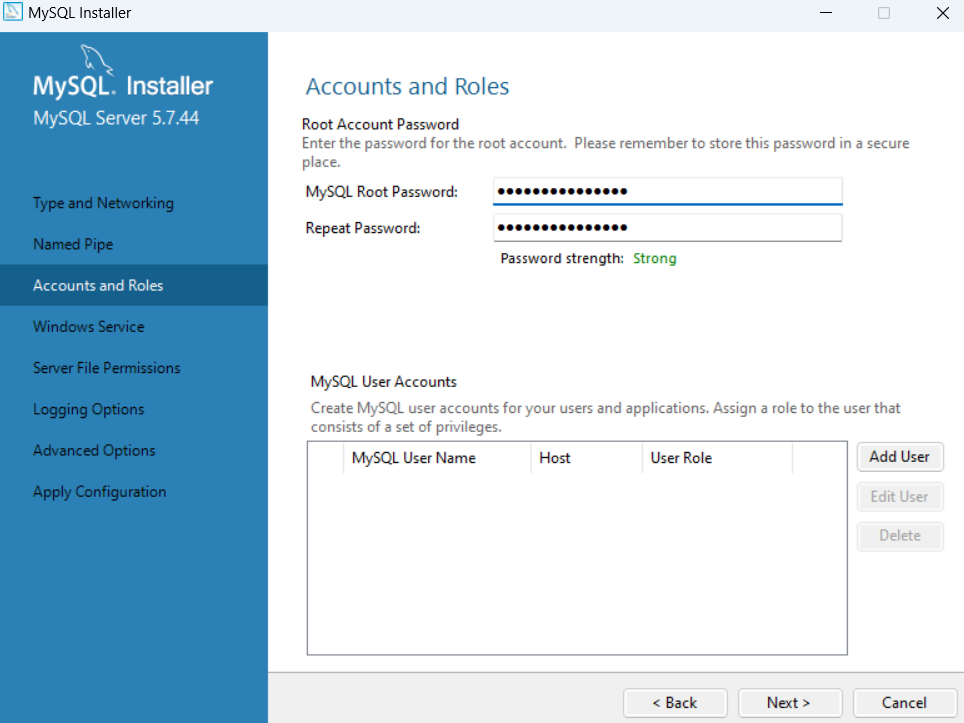 MySQL Installer
MySQL. Installer
MySQL Server 5.7.44
Type and Networking
Named Pipe
Accounts and Roles
Windows Service
Server File Permissions
Logging Options
Advanced Options
Apply Configuration
Accounts and Roles
Root Account Password
Enter the password for the root account. Please remember to store this password in a secure
place.
MySQL Root Password: •••••••••••••••
Repeat Password: •••••••••••••••
Password strength: Strong
MySQL User Accounts
Create MySQL user accounts for your users and applications. Assign a role to the user that
consists of a set of privileges.
MySQL User Name Host User Role
Add User
Edit User
Delete
< Back Next > Cancel